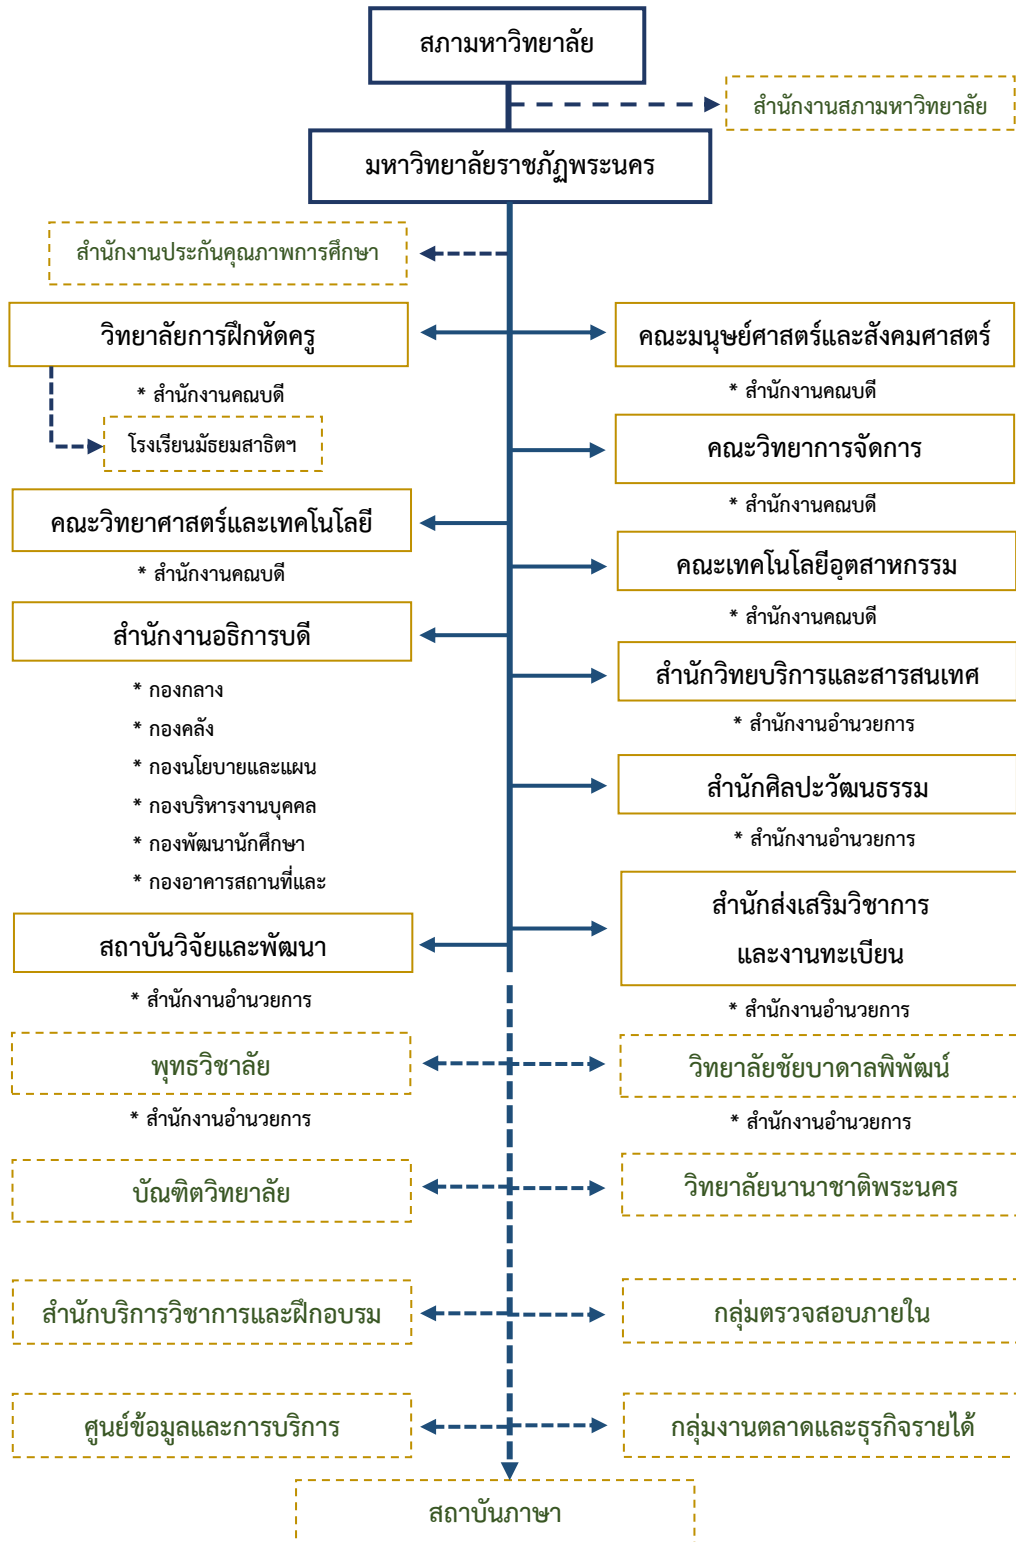 สภามหาวิทยาลัย
สำนักงานสภามหาวิทยาลัย
มหาวิทยาลัยราชภัฏพระนคร
สำนักงานประกันคุณภาพการศึกษา
วิทยาลัยการฝึกหัดครู
* สำนักงานคณบดี
โรงเรียนมัธยมสาธิตฯ
คณะวิทยาศาสตร์และเทคโนโลยี
* สำนักงานคณบดี
สำนักงานอธิการบดี
* กองกลาง
* กองคลัง
* กองนโยบายและแผน
* กองบริหารงานบุคคล
* กองพัฒนานักศึกษา
* กองอาคารสถานที่และ
สถาบันวิจัยและพัฒนา
* สำนักงานอำนวยการ
พุทธวิชาลัย
* สำนักงานอำนวยการ
บัณฑิตวิทยาลัย
สำนักบริการวิชาการและฝึกอบรม
ศูนย์ข้อมูลและการบริการ
คณะมนุษย์ศาสตร์และสังคมศาสตร์
* สำนักงานคณบดี
คณะวิทยาการจัดการ
* สำนักงานคณบดี
คณะเทคโนโลยีอุตสาหกรรม
* สำนักงานคณบดี
สำนักวิทยบริการและสารสนเทศ
* สำนักงานอำนวยการ
สำนักศิลปะวัฒนธรรม
* สำนักงานอำนวยการ
สำนักส่งเสริมวิชาการ
และงานทะเบียน
* สำนักงานอำนวยการ
วิทยาลัยชัยบาดาลพิพัฒน์
* สำนักงานอำนวยการ
วิทยาลัยนานาชาติพระนคร
กลุ่มตรวจสอบภายใน
กลุ่มงานตลาดและธุรกิจรายได้
สถาบันภาษา